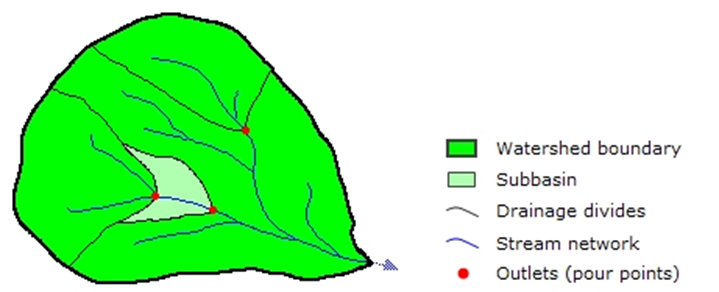 Watershed boundary
Subbasin
Drainage divides
Stream network
Outlets (pour points)